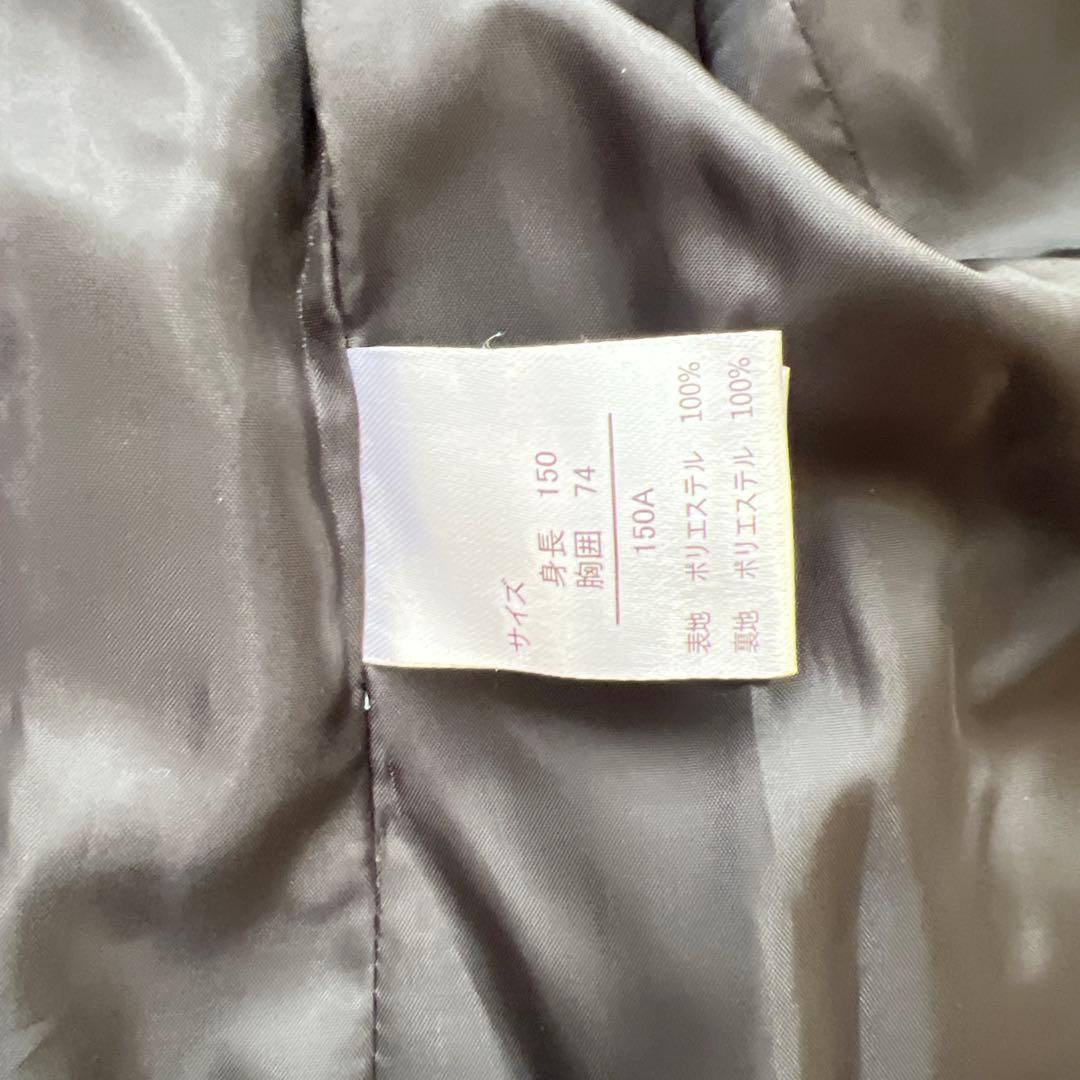 サイズ
身長 150
胸囲 74
150A
表地 ポリエステル 100%
裏地 ポリエステル 100%